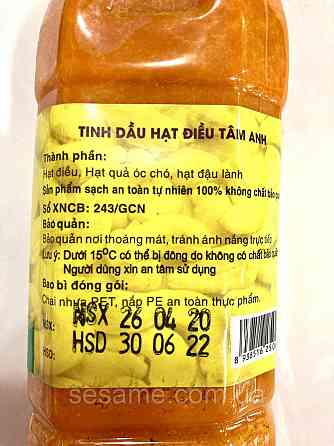 TINH DẦU HẠT ĐIỀU TÂM ANH
Thành phần:
Hạt điều, Hạt quả óc chó, hạt đậu lành
Sản phẩm sạch an toàn tự nhiên 100% không chất bảo
Số XNCB: 243/GCN
Bảo quản:
Bảo quản nơi thoáng mát, tránh ánh nắng trực tiếp
Lưu ý: Dưới 15°C có thể bị đông do không có chất bảo
Người dùng xin an tâm sử dụng
Bao bì đóng gói:
Chai nhựa PET, nắp PE an toàn thực phẩm.
NSX: NSX 26 04 20
HSD: HSD 30 06 22
sesame.com.ua